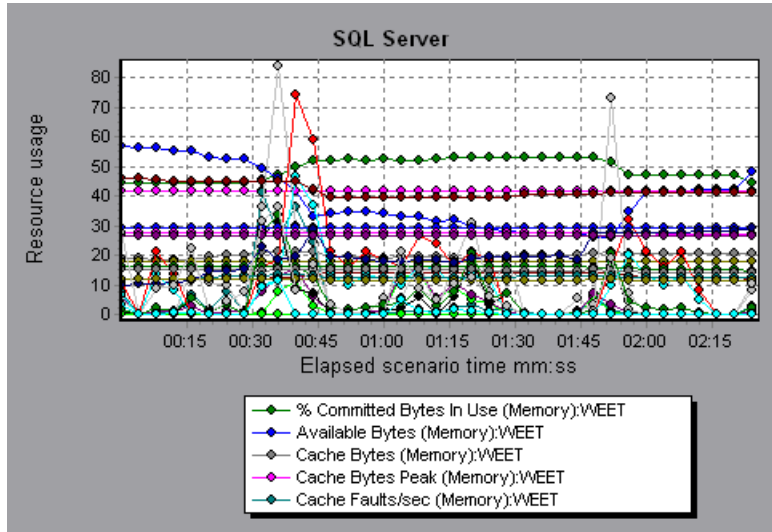 SQL Server
Resource usage
80
70
60
50
40
30
20
10
0
00:15 00:30 00:45 01:00 01:15 01:30 01:45 02:00 02:15
Elapsed scenario time mm:ss
% Committed Bytes In Use (Memory):WEET
Available Bytes (Memory):WEET
Cache Bytes (Memory):WEET
Cache Bytes Peak (Memory):WEET
Cache Faults/sec (Memory):WEET